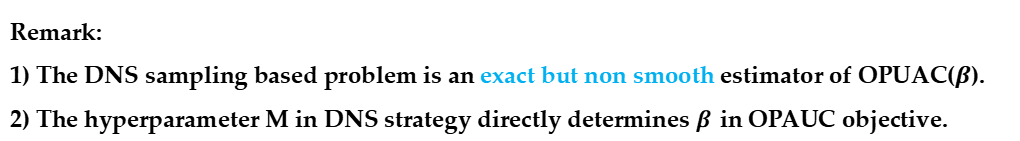 Remark:
1) The DNS sampling based problem is an exact but non smooth estimator of OPUAC(β).
2) The hyperparameter M in DNS strategy directly determines β in OPAUC objective.